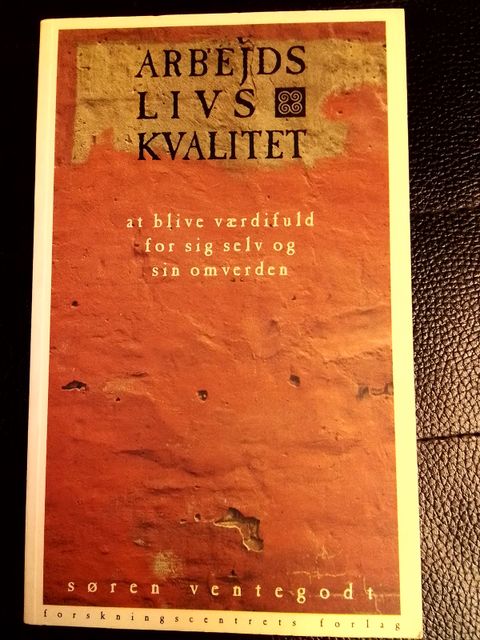 ARBEJDS
LIVS
KVALITET
at blive værdifuld
for sig selv og
sin omverden
søren ventegodt
forskningscentrets forlag